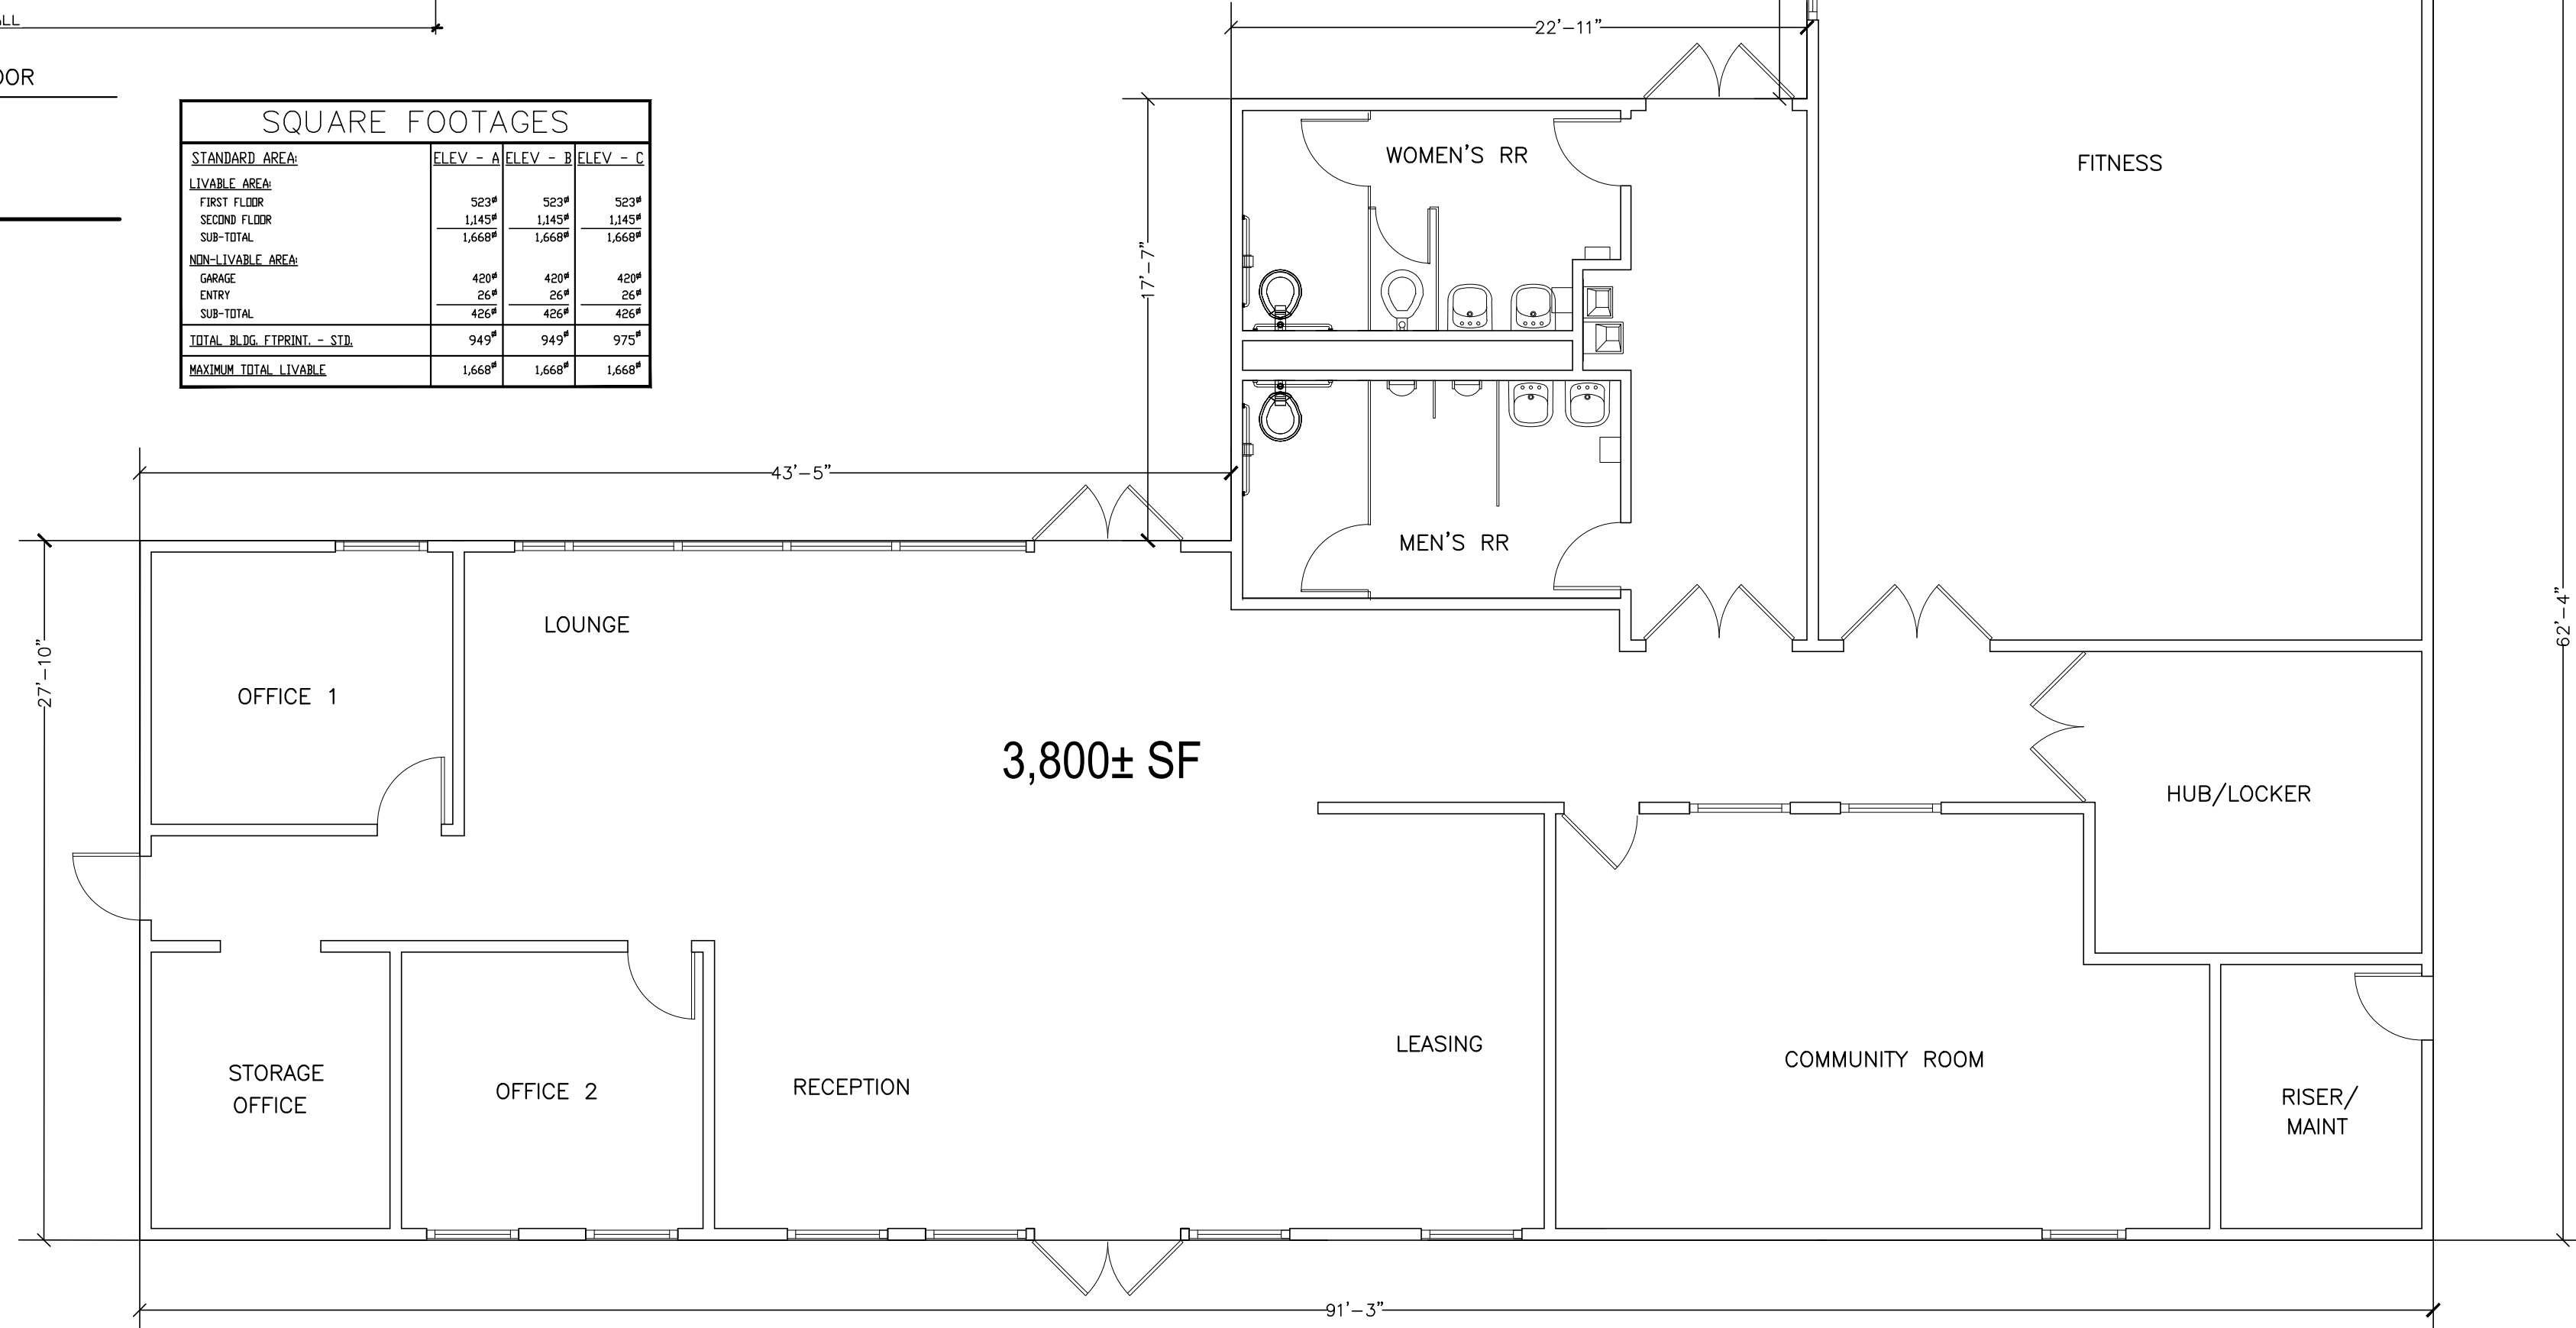 22'-11"
SQUARE FOOTAGES
STANDARD AREA: ELEV - A ELEV - B ELEV - C
LIVABLE AREA:
FIRST FLOOR 523⌀ 523⌀ 523⌀
SECOND FLOOR 1,145⌀ 1,145⌀ 1,145⌀
SUB-TOTAL 1,668⌀ 1,668⌀ 1,668⌀
NON-LIVABLE AREA:
GARAGE 420⌀ 420⌀ 420⌀
ENTRY 26⌀ 26⌀ 26⌀
SUB-TOTAL 426⌀ 426⌀ 426⌀
TOTAL BLDG. FTPRINT. - STD. 949⌀ 949⌀ 975⌀
MAXIMUM TOTAL LIVABLE 1,668⌀ 1,668⌀ 1,668⌀
WOMEN'S RR
FITNESS
17'-7"
43'-5"
MEN'S RR
LOUNGE
62'-4"
27'-10"
OFFICE 1
3,800± SF
HUB/LOCKER
LEASING
COMMUNITY ROOM
STORAGE
OFFICE
OFFICE 2
RECEPTION
RISER/
MAINT
91'-3"